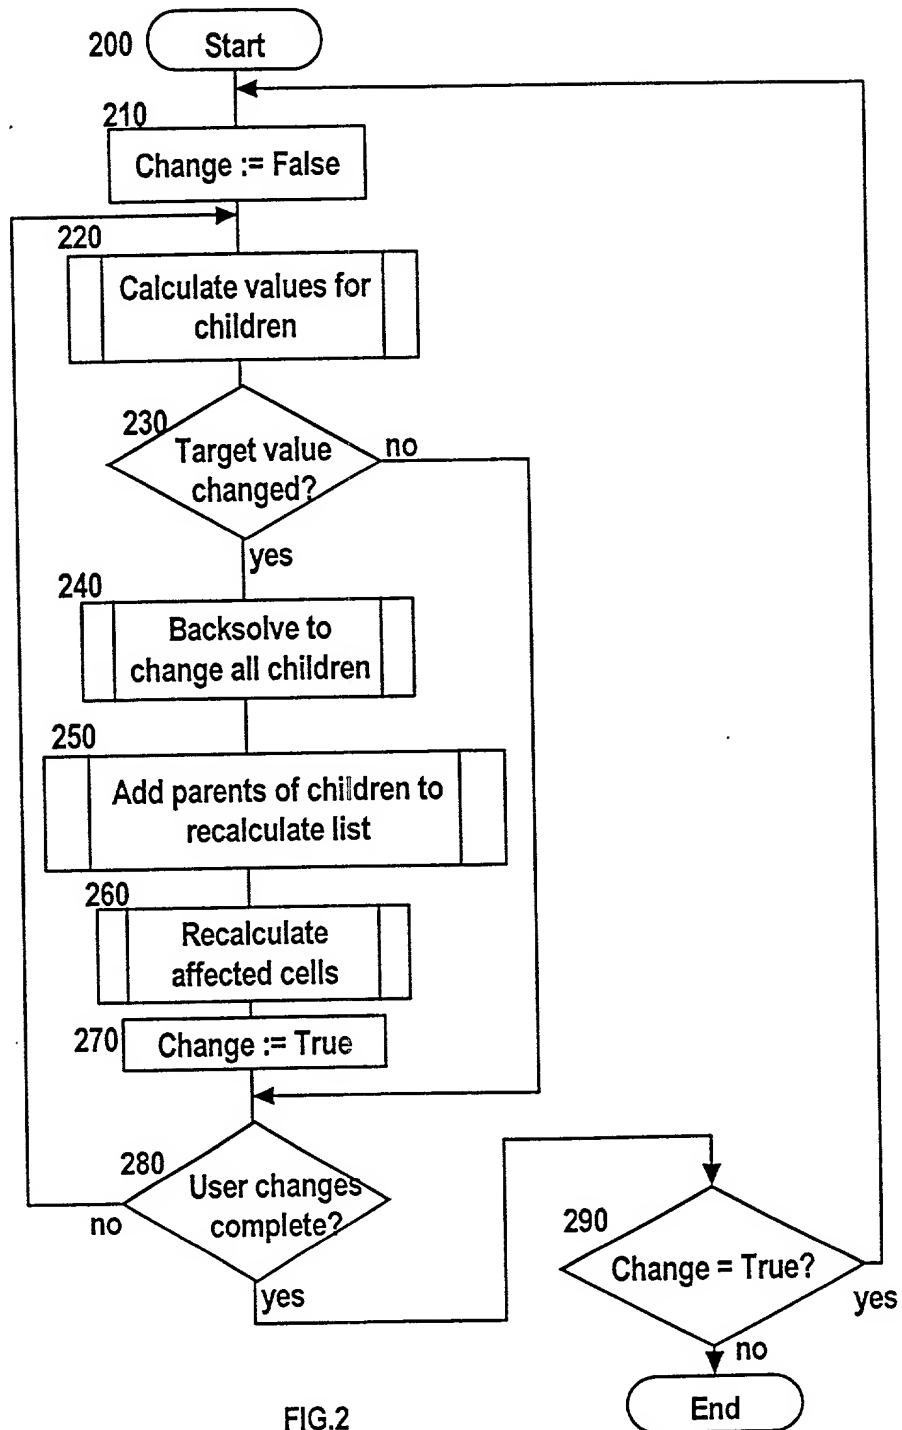 200
Start
210
Change := False
220
Calculate values for
children
230
Target value
changed?
no
yes
240
Backsolve to
change all children
250
Add parents of children to
recalculate list
260
Recalculate
affected cells
270
Change := True
280
User changes
complete?
no
yes
290
Change = True?
yes
no
End
FIG.2